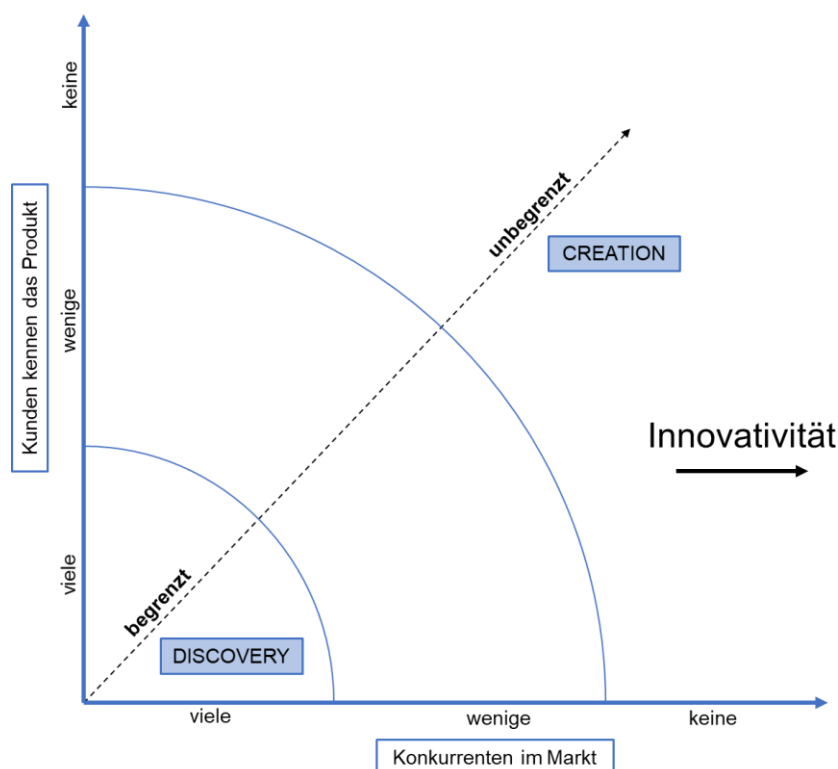 keine
Kunden kennen das Produkt
wenige
viele
unbegrenzt
CREATION
Innovativität
begrenzt
DISCOVERY
viele
wenige
keine
Konkurrenten im Markt